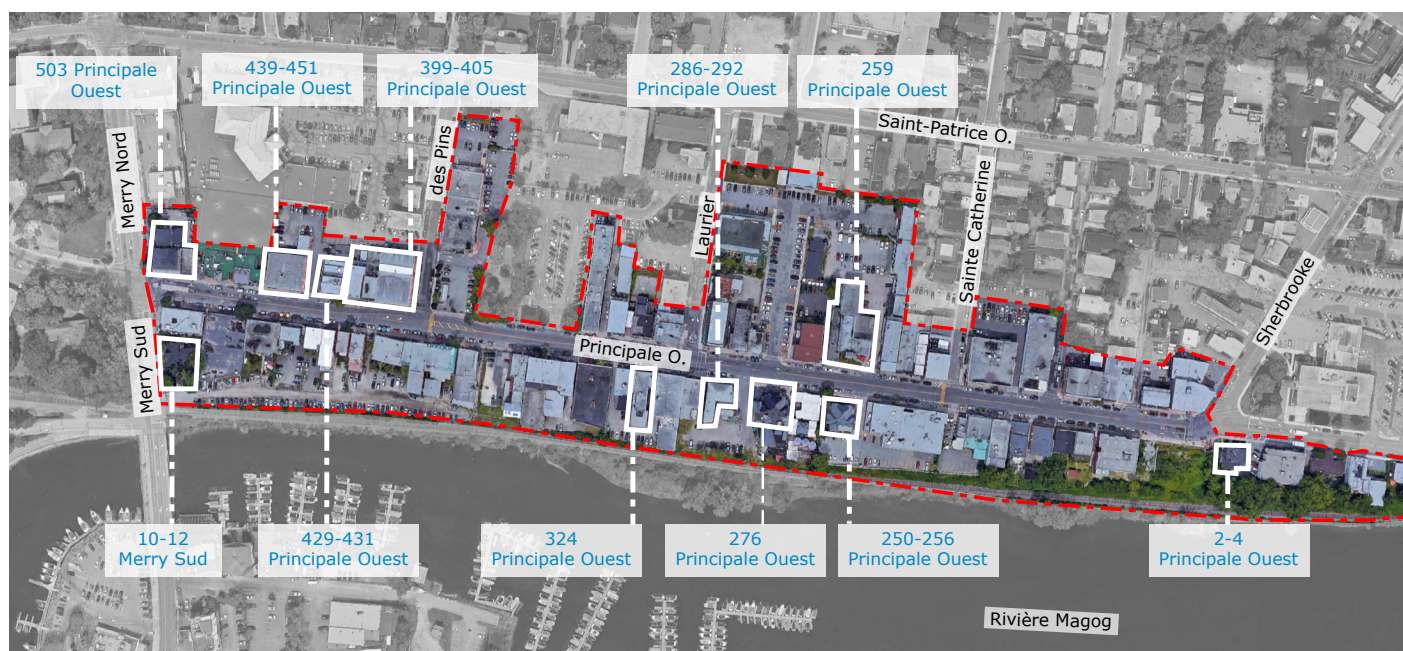 503 Principale
Ouest
439-451
Principale Ouest
399-405
Principale Ouest
286-292
Principale Ouest
259
Principale Ouest
Saint-Patrice O.
des Pins
Merry Nord
Laurier
Sainte Catherine
Sherbrooke
Merry Sud
Principale O.
10-12
Merry Sud
429-431
Principale Ouest
324
Principale Ouest
276
Principale Ouest
250-256
Principale Ouest
2-4
Principale Ouest
Rivière Magog